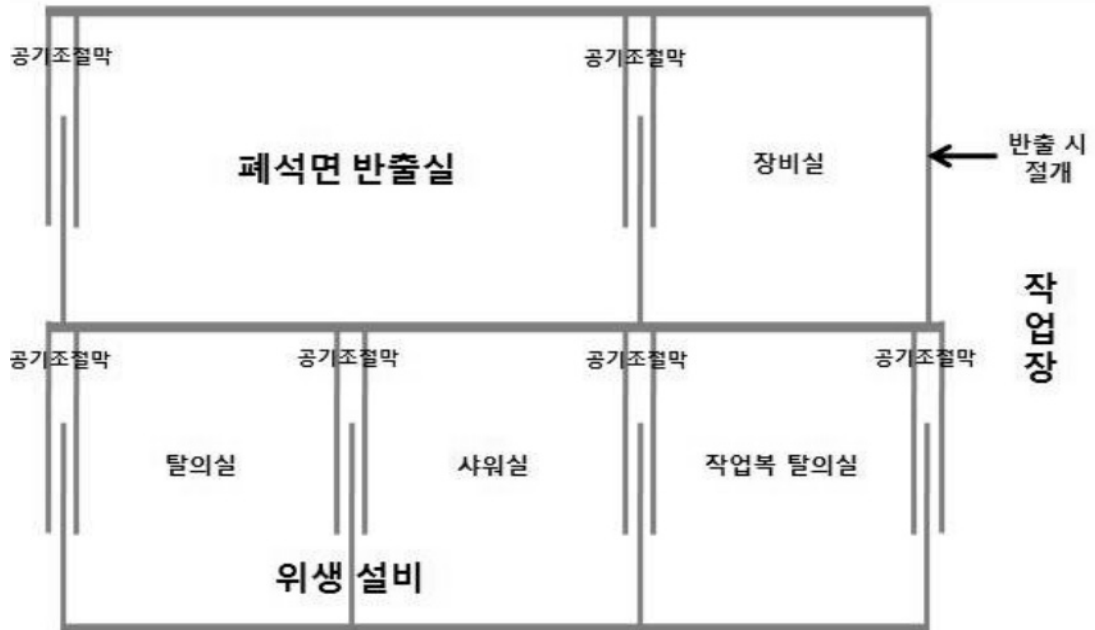 공기조절막
공기조절막
폐석면 반출실
장비실
반출 시
절개
작
업
장
공기조절막
공기조절막
공기조절막
공기조절막
탈의실
샤워실
작업복 탈의실
위생 설비